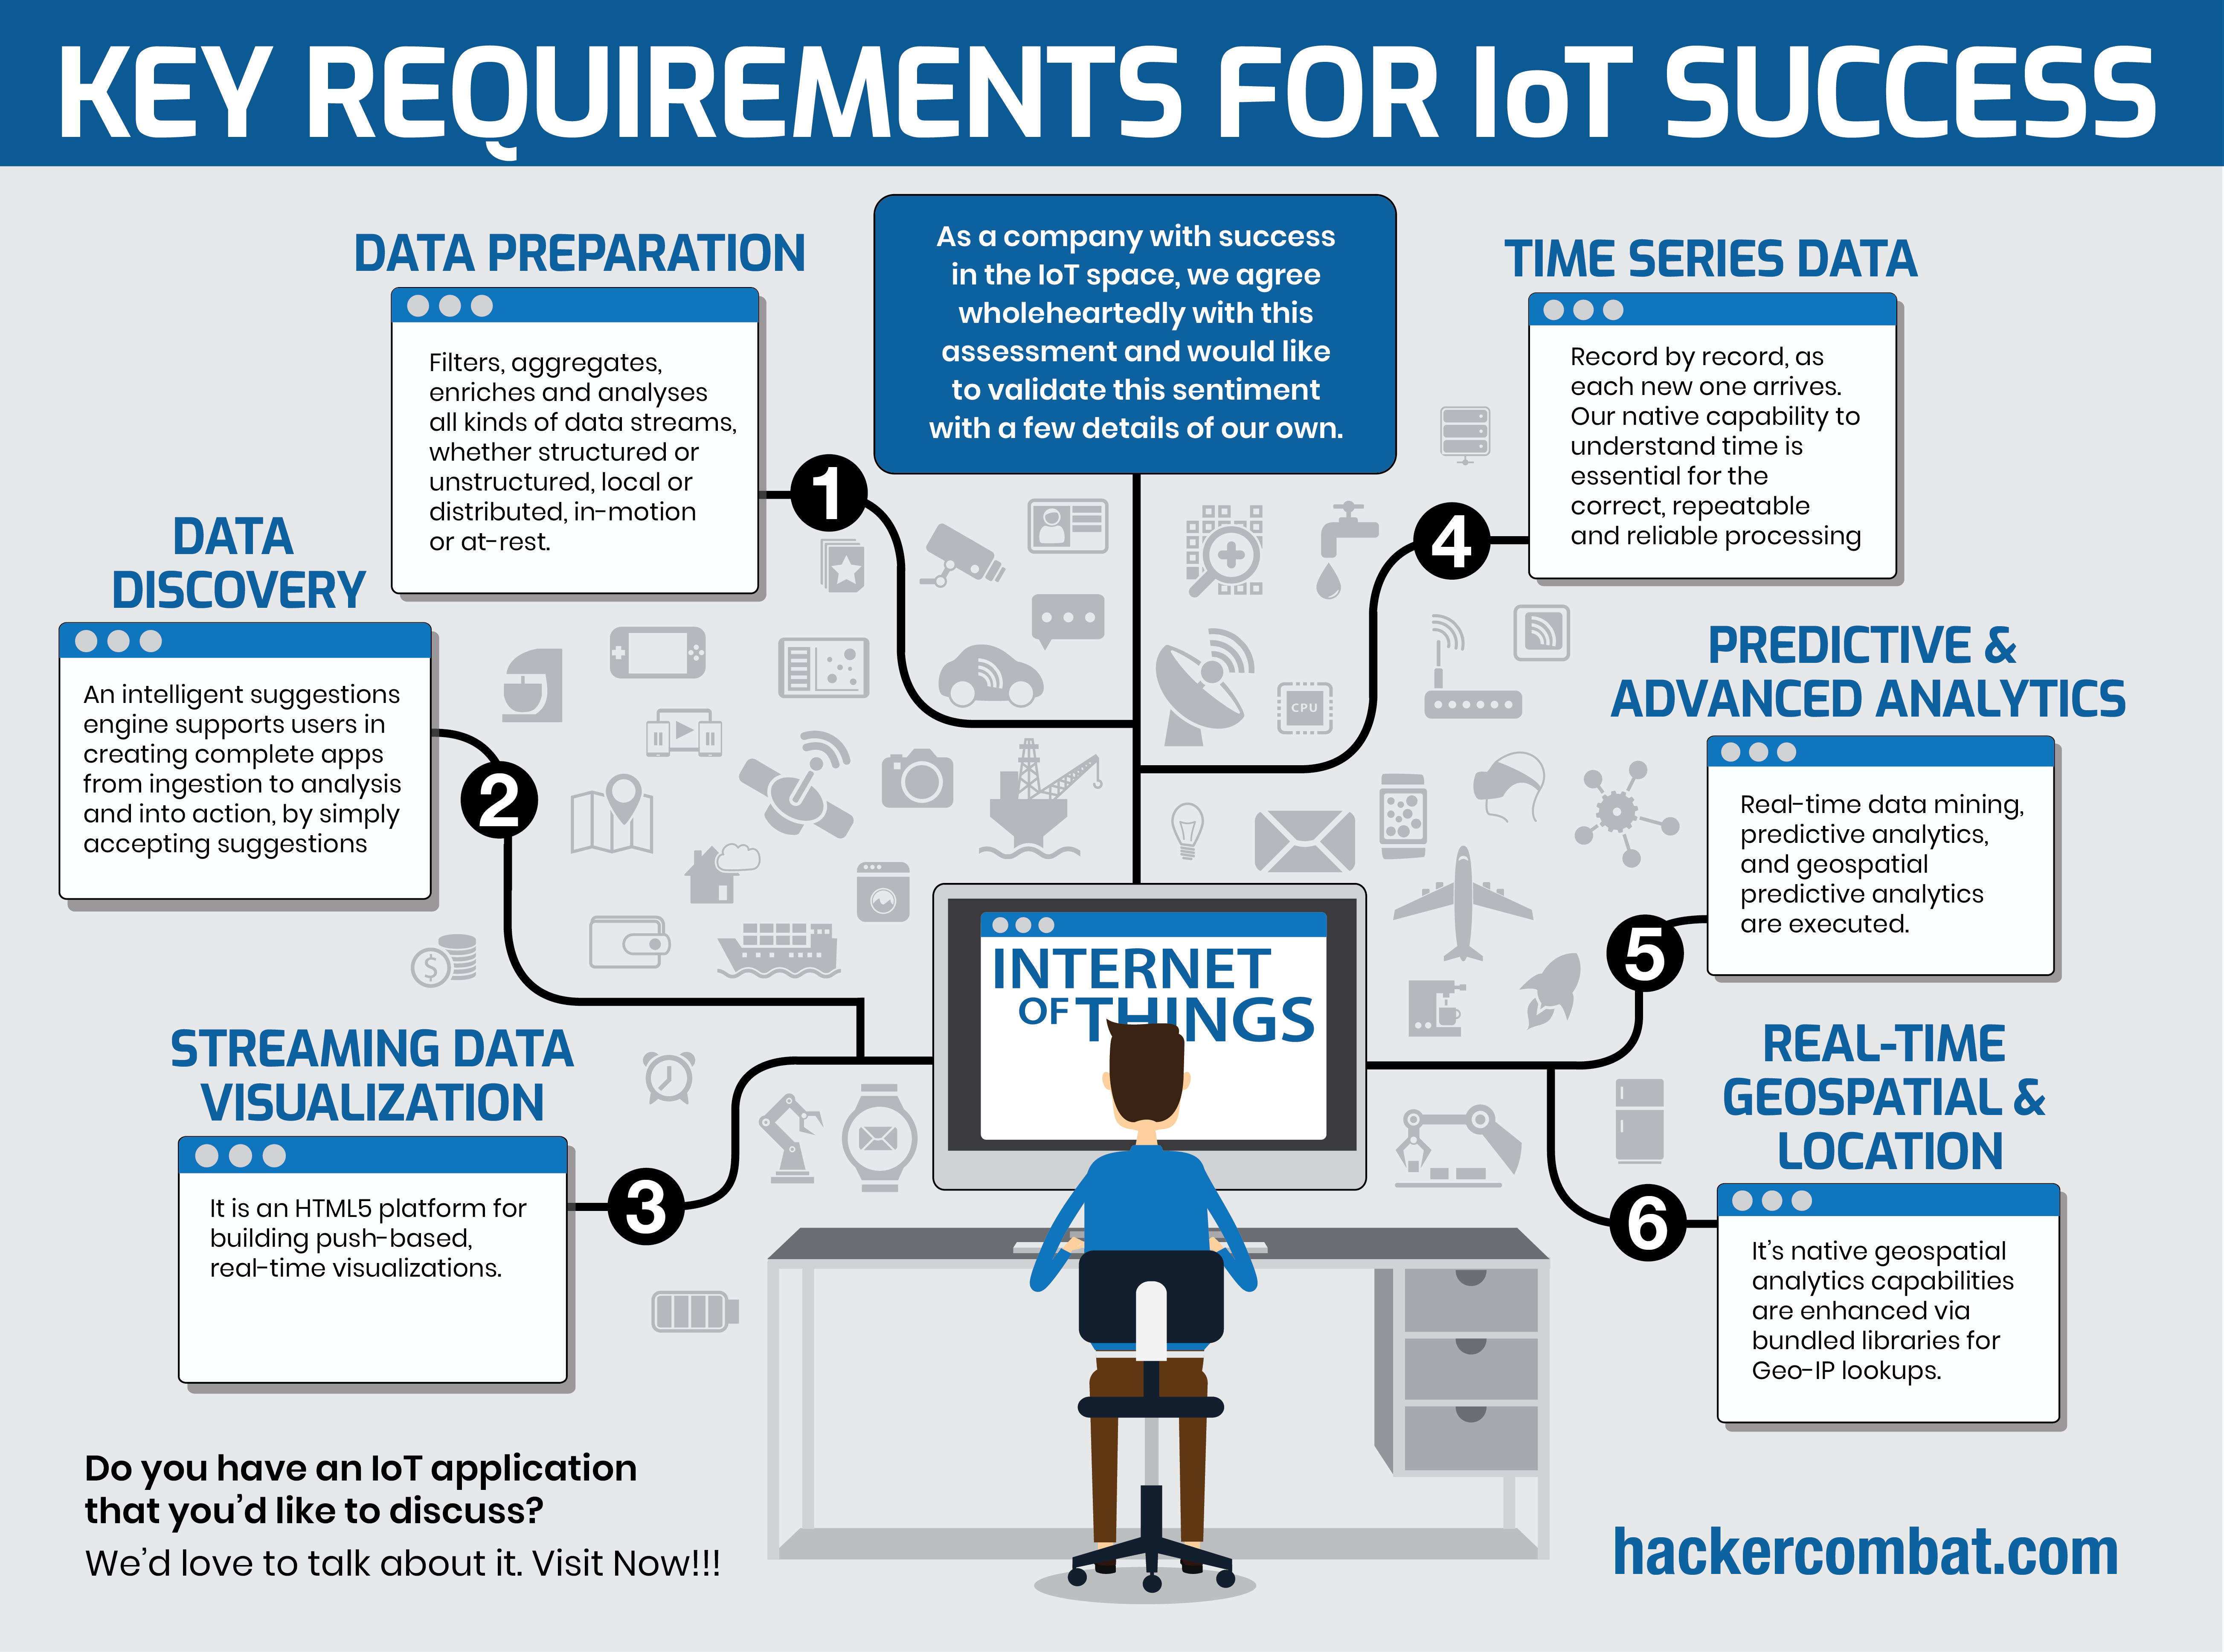 KEY REQUIREMENTS FOR IoT SUCCESS
As a company with success
in the IoT space, we agree
wholeheartedly with this
assessment and would like
to validate this sentiment
with a few details of our own.
DATA PREPARATION
Filters, aggregates,
enriches and analyses
all kinds of data streams,
whether structured or
unstructured, local or
distributed, in-motion
or at-rest.
1
DATA
DISCOVERY
An intelligent suggestions
engine supports users in
creating complete apps
from ingestion to analysis
and into action, by simply
accepting suggestions
2
STREAMING DATA
VISUALIZATION
It is an HTML5 platform for
building push-based,
real-time visualizations.
3
TIME SERIES DATA
Record by record, as
each new one arrives.
Our native capability to
understand time is
essential for the
correct, repeatable
and reliable processing
4
PREDICTIVE &
ADVANCED ANALYTICS
Real-time data mining,
predictive analytics,
and geospatial
predictive analytics
are executed.
5
REAL-TIME
GEOSPATIAL &
LOCATION
It's native geospatial
analytics capabilities
are enhanced via
bundled libraries for
Geo-IP lookups.
6
CPU
$
INTERNET
OF THINGS
Do you have an IoT application
that you'd like to discuss?
We'd love to talk about it. Visit Now!!!
hackercombat.com